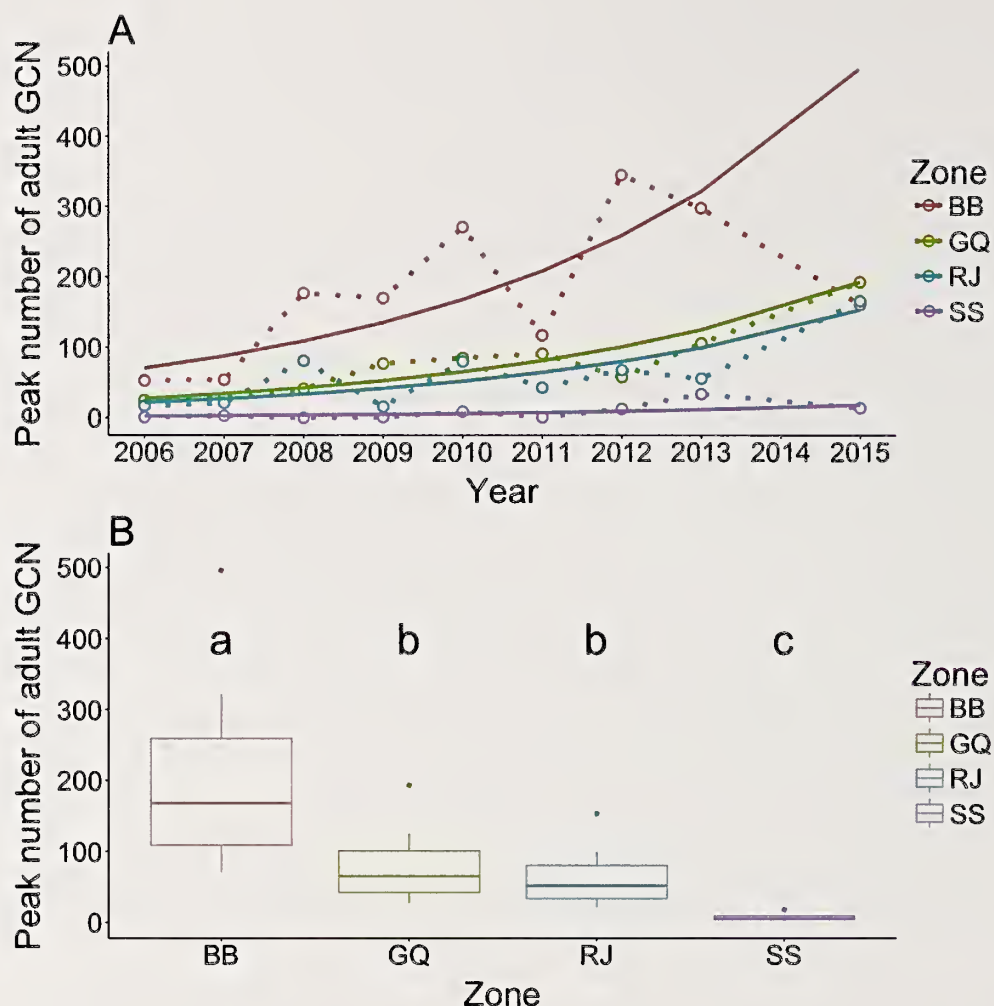 A
Peak number of adult GCN
500
400
300
200
100
0
2006 2007 2008 2009 2010 2011 2012 2013 2014 2015
Year
Zone
BB
GQ
RJ
SS
B
Peak number of adult GCN
500
400
300
200
100
0
a b b c
BB GQ RJ SS
Zone
Zone
BB
GQ
RJ
SS